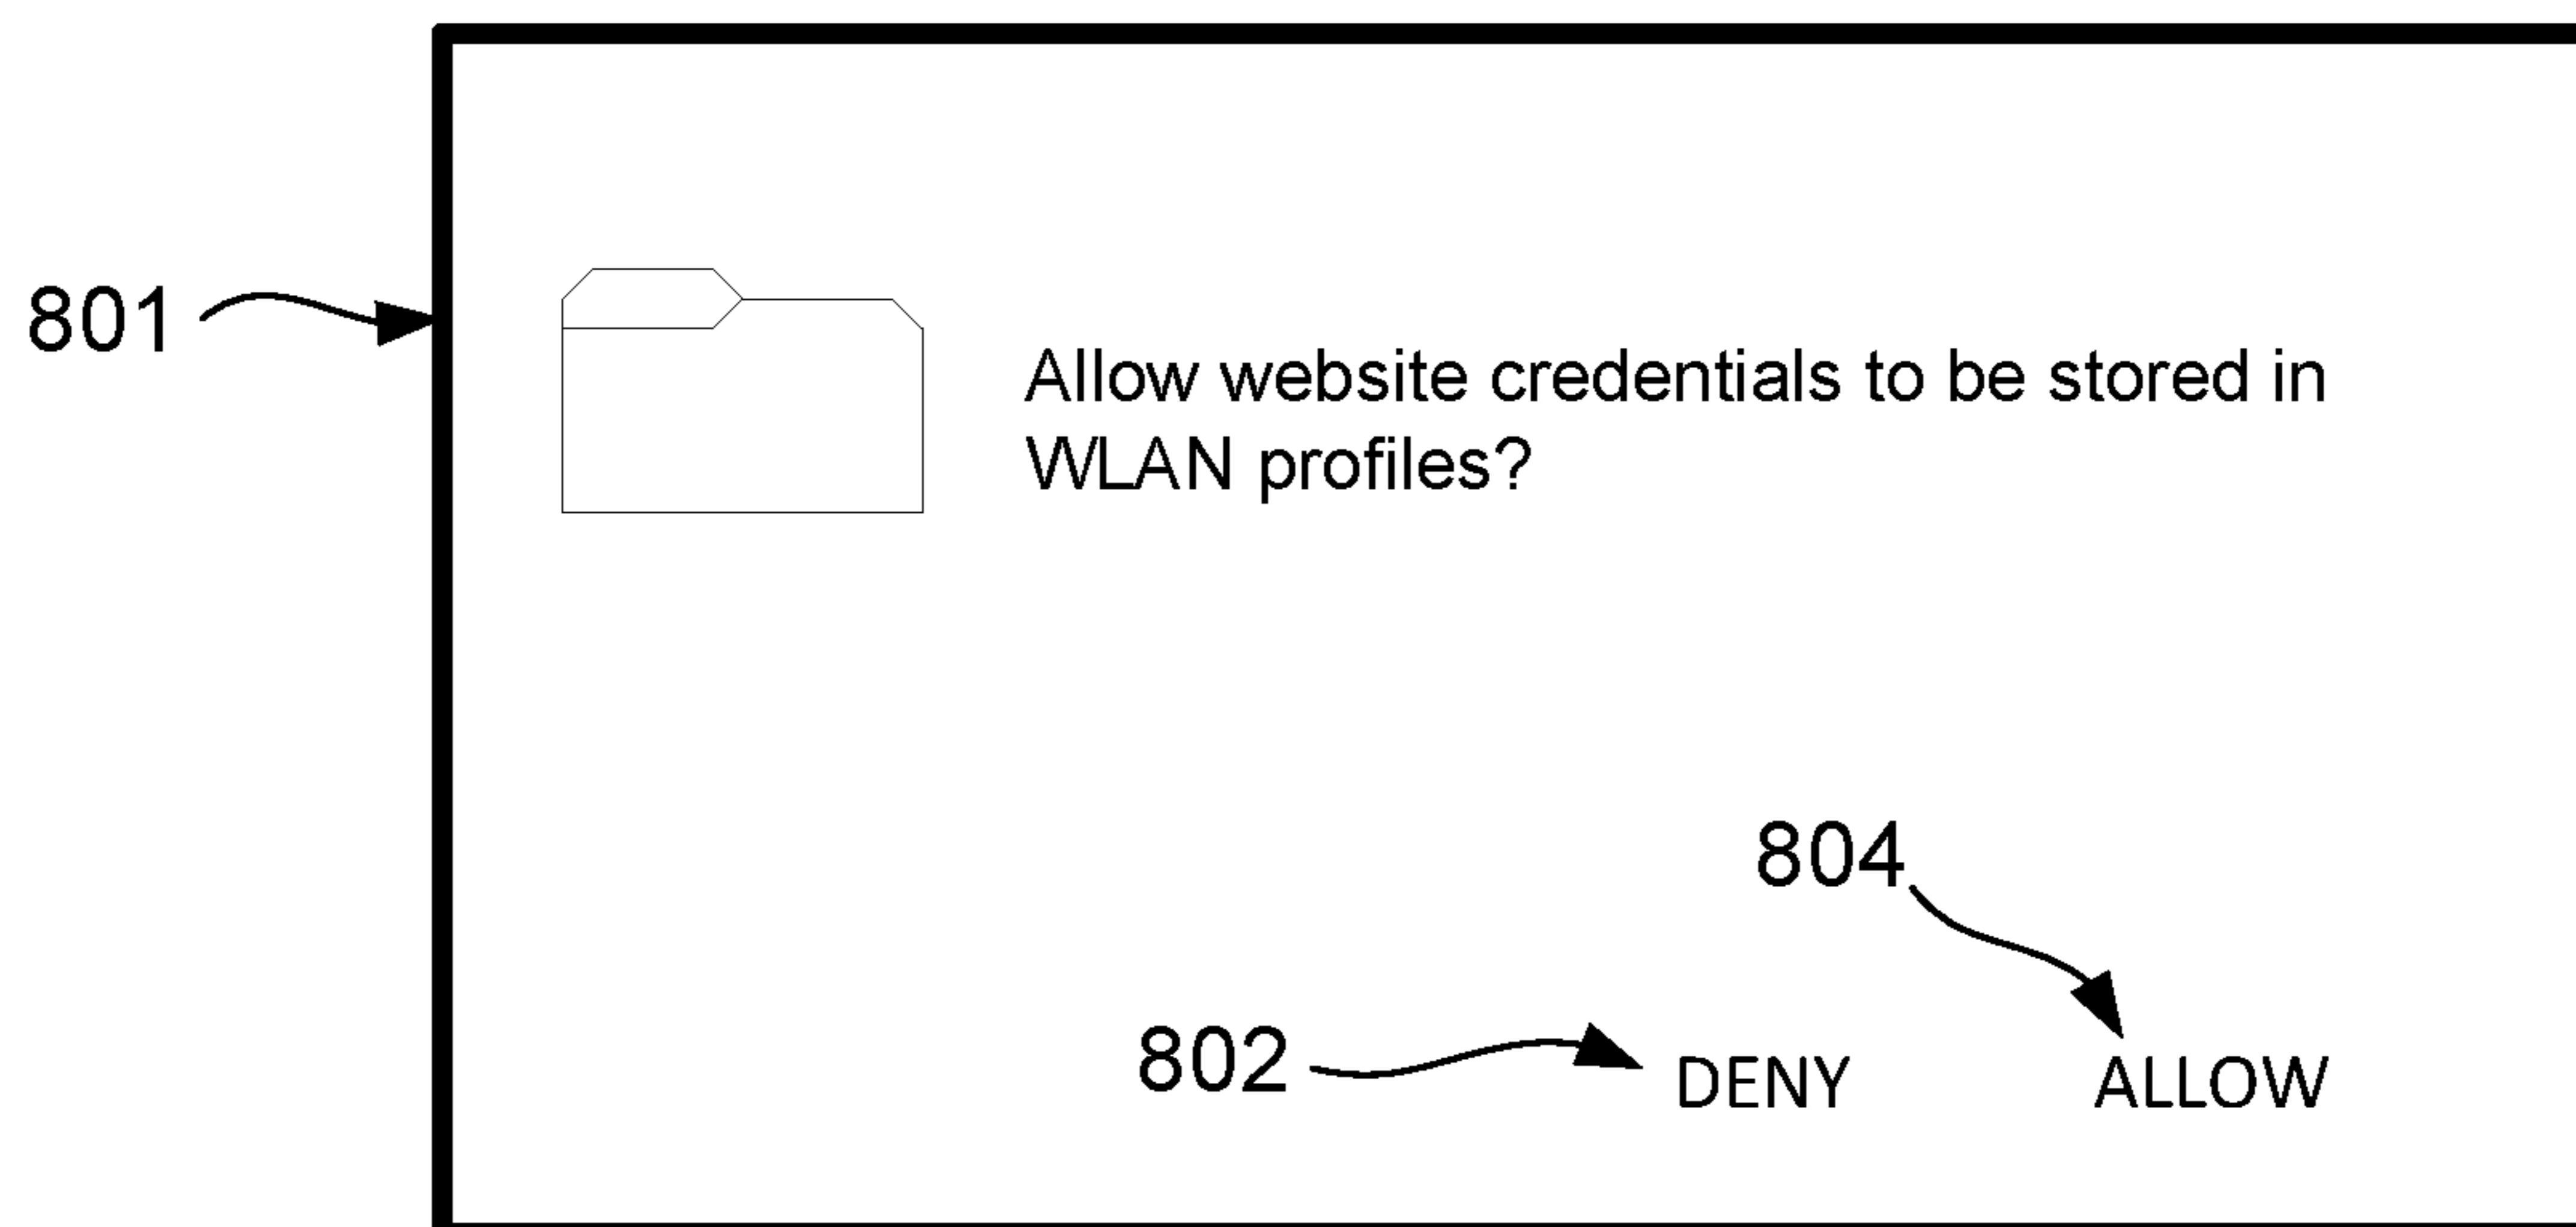 801
Allow website credentials to be stored in
WLAN profiles?
804
802
DENY
ALLOW